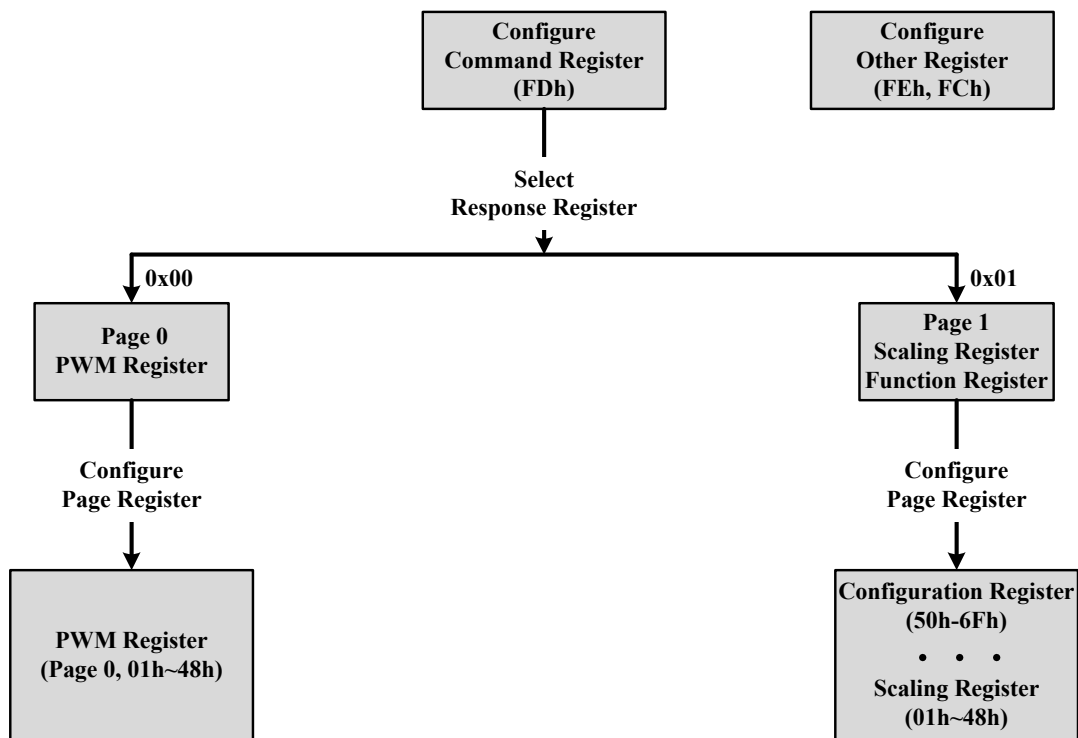 Configure
Command Register
(FDh)
Configure
Other Register
(FEh, FCh)
Select
Response Register
0x00
0x01
Page 0
PWM Register
Page 1
Scaling Register
Function Register
Configure
Page Register
Configure
Page Register
PWM Register
(Page 0, 01h~48h)
Configuration Register
(50h-6Fh)
• • •
Scaling Register
(01h~48h)